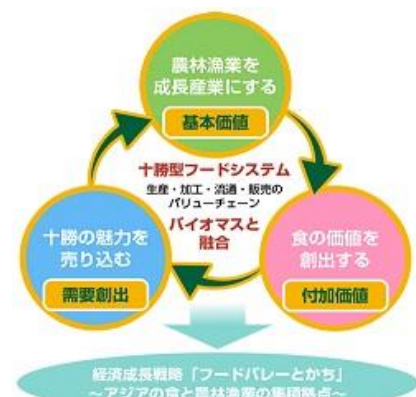 農林漁業を
成長産業にする
基本価値
十勝型フードシステム
生産・加工・流通・販売の
バリューチェーン
バイオマスと
融合
十勝の魅力を
売り込む
需要創出
食の価値を
創出する
付加価値
経済成長戦略「フードバレーとかち」
~アジアの食と農林漁業の集積拠点~